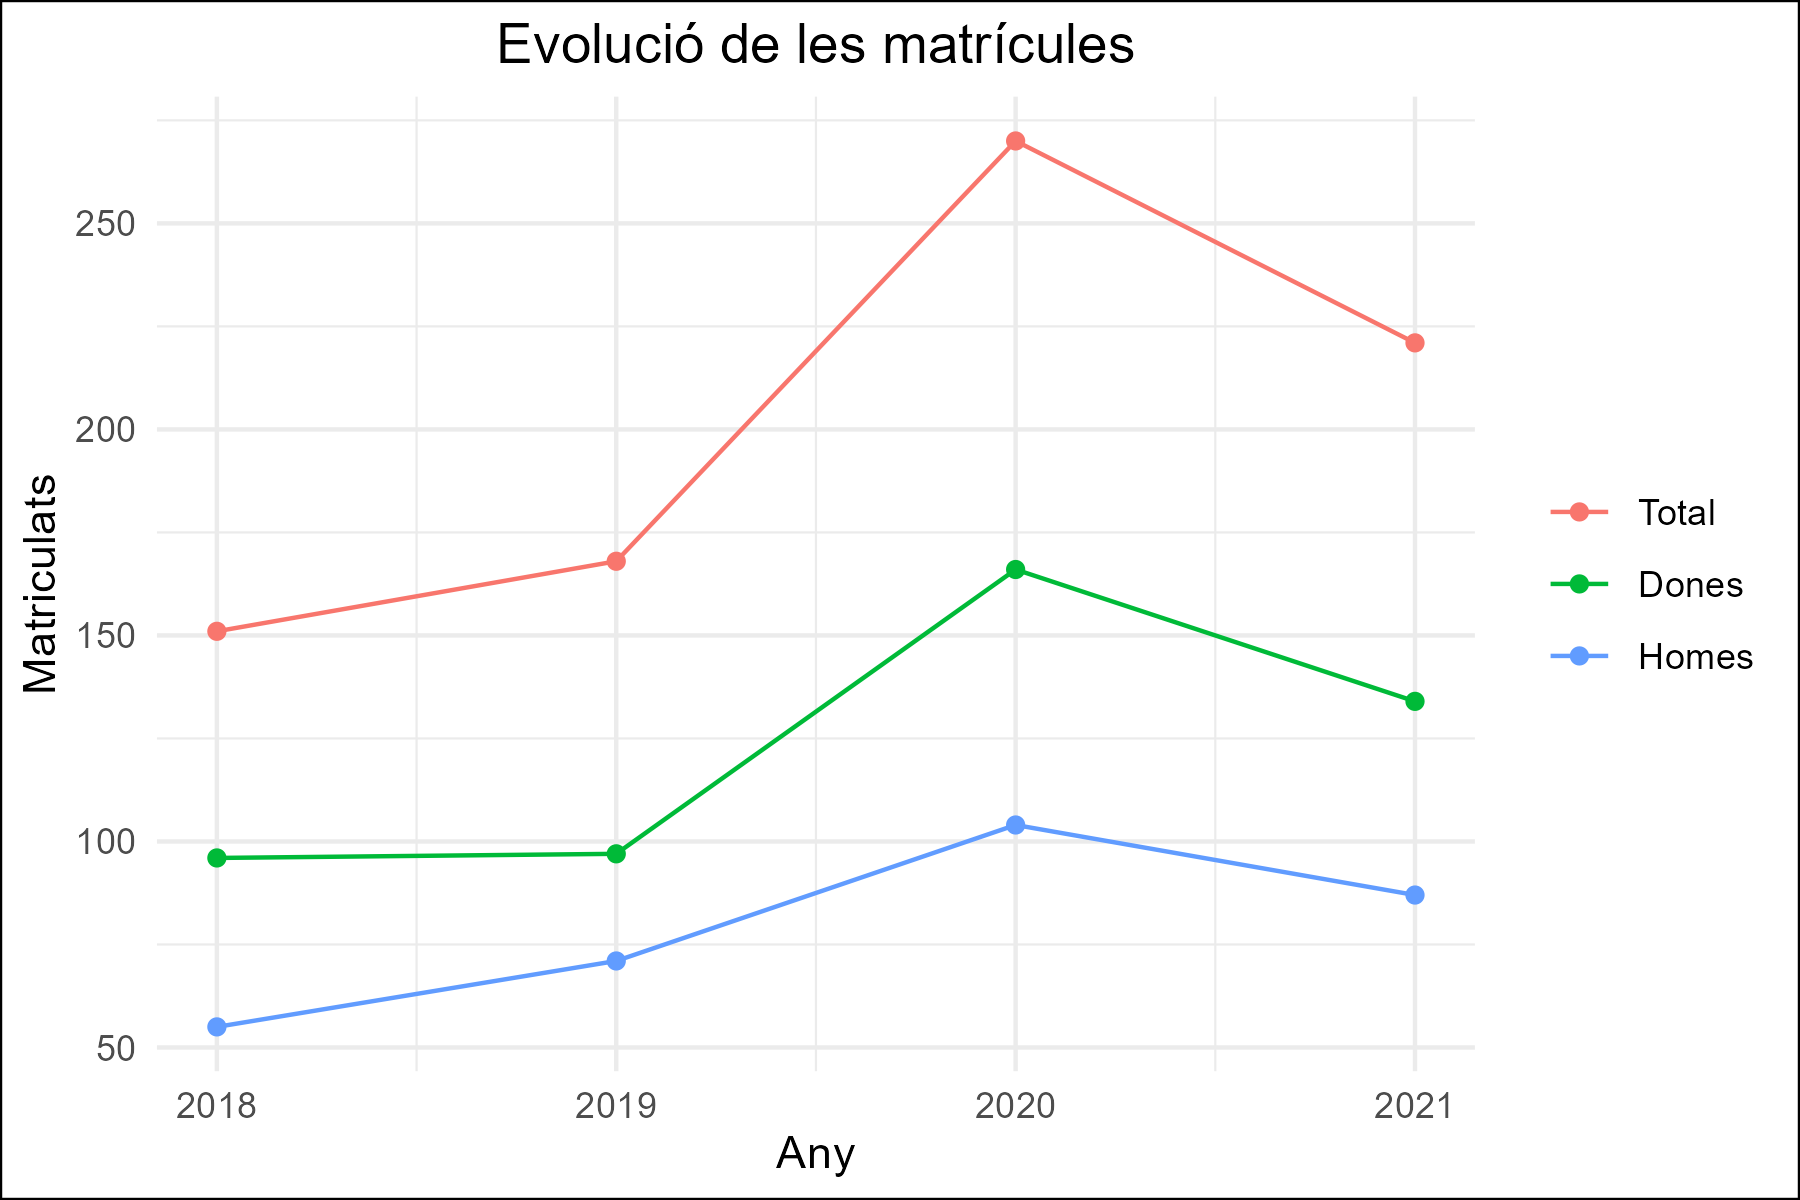 Evolució de les matrícules
Matriculats
250
200
150
100
50
2018 2019 2020 2021
Any
Total
Dones
Homes